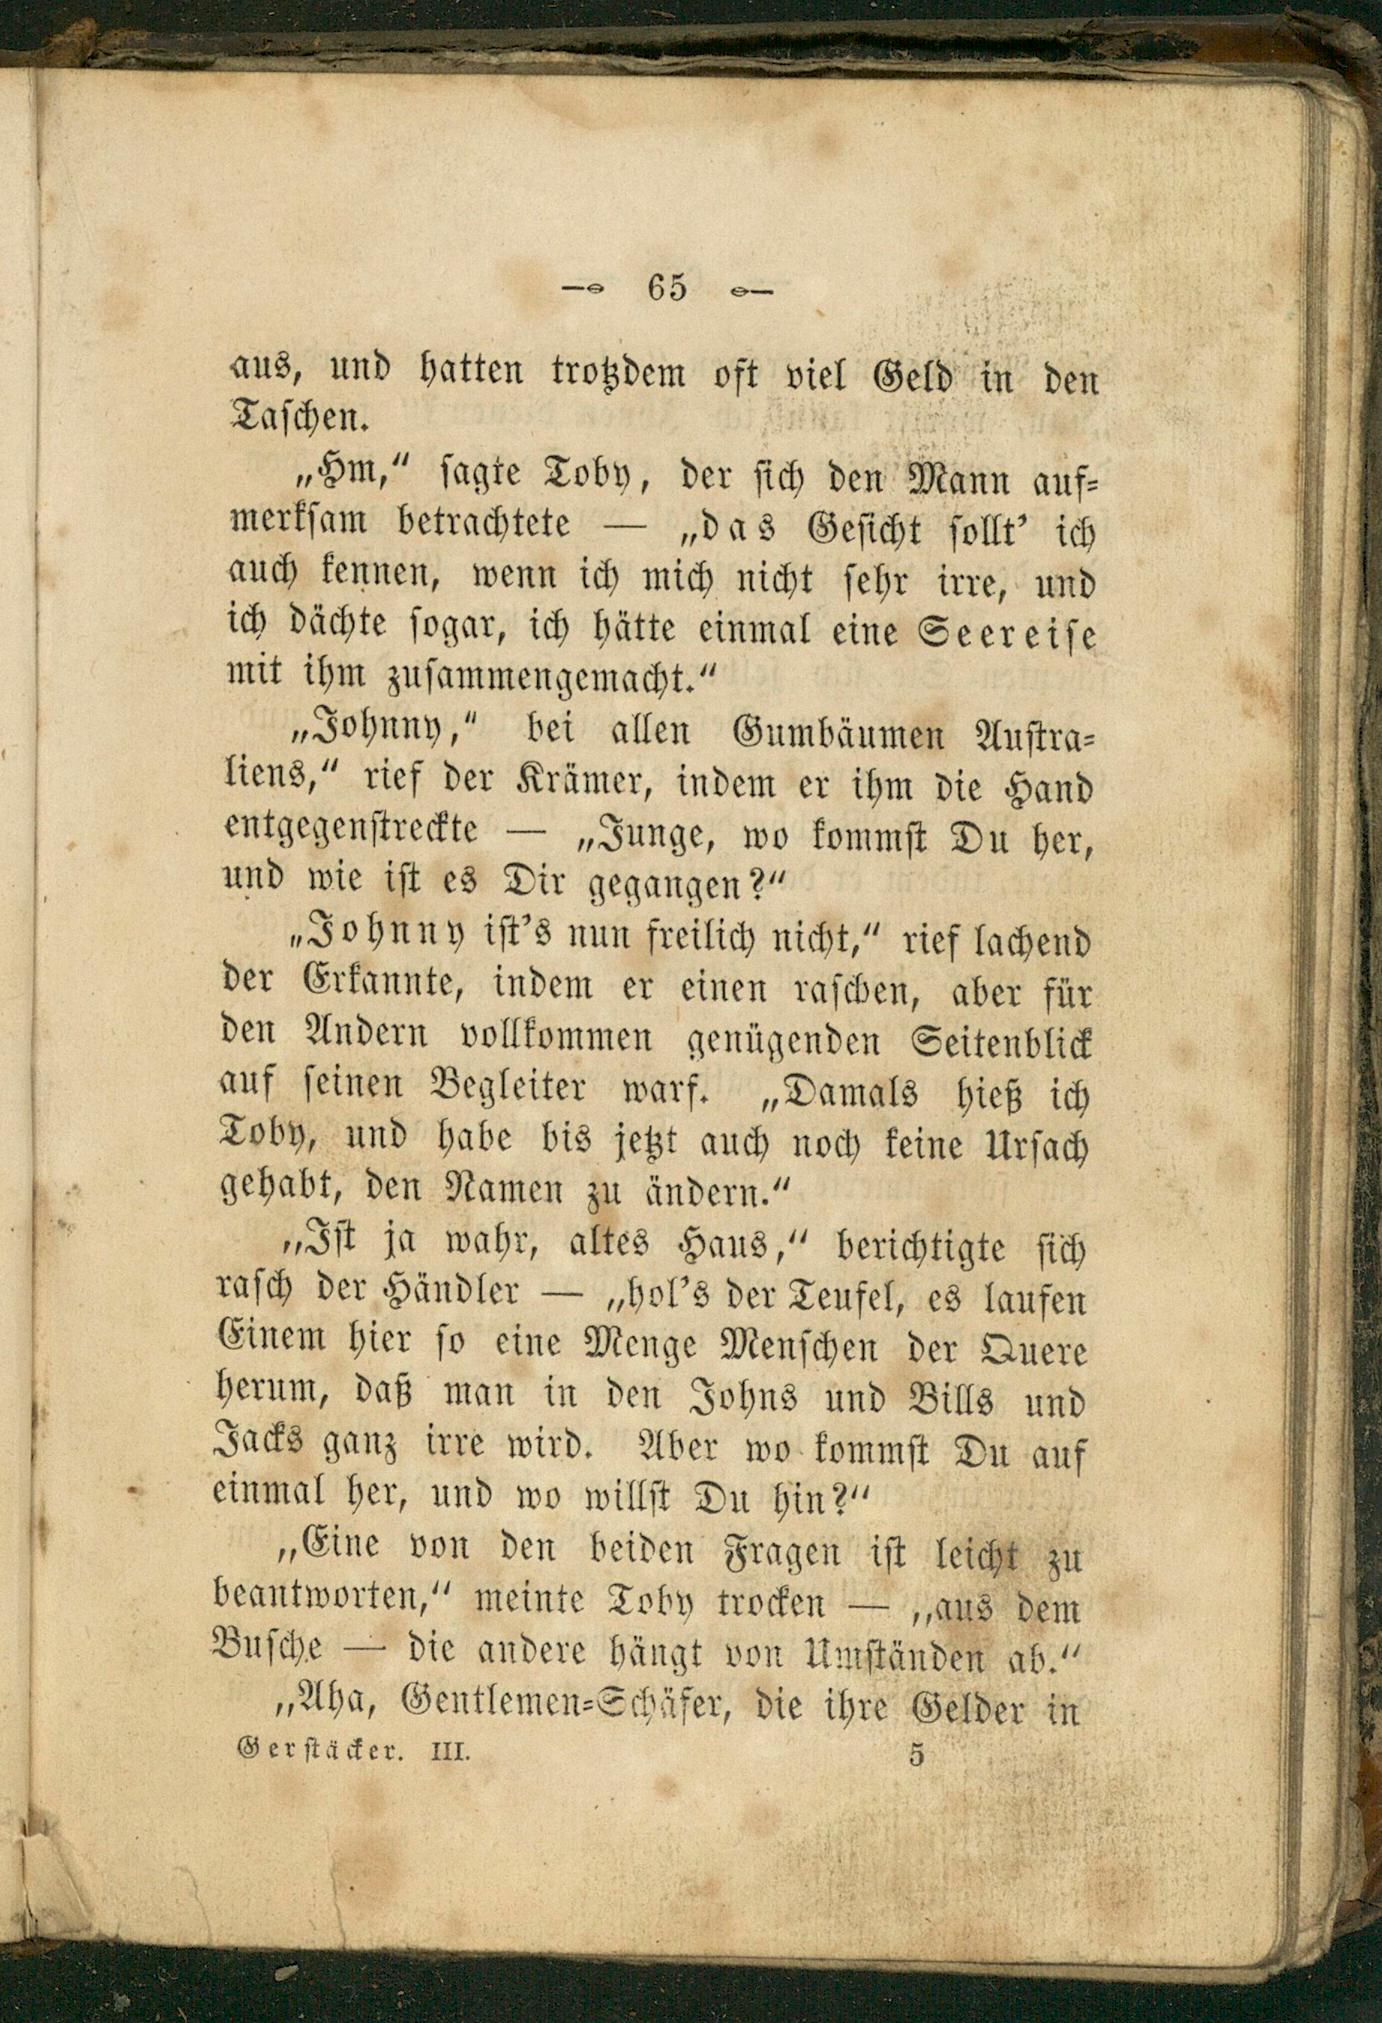 65
aus, und hatten trotzdem oft viel Geld in den
Taschen.
„Hm,“ sagte Toby, der sich den Mann auf-
merksam betrachtete — „das Gesicht sollt’ ich
auch kennen, wenn ich mich nicht sehr irre, und
ich dächte sogar, ich hätte einmal eine Seereise
mit ihm zusammengemacht.“
„Johnny,“ bei allen Gumbäumen Austra-
liens,“ rief der Krämer, indem er ihm die Hand
entgegenstreckte — „Junge, wo kommst Du her,
und wie ist es Dir gegangen?“
„Johnny ist’s nun freilich nicht,“ rief lachend
der Erkannte, indem er einen raschen, aber für
den Andern vollkommen genügenden Seitenblick
auf seinen Begleiter warf. „Damals hieß ich
Toby, und habe bis jetzt auch noch keine Ursach
gehabt, den Namen zu ändern.“
„Ist ja wahr, altes Haus,“ berichtigte sich
rasch der Händler — „hol’s der Teufel, es laufen
Einem hier so eine Menge Menschen der Quere
herum, daß man in den Johns und Bills und
Jacks ganz irre wird. Aber wo kommst Du auf
einmal her, und wo willst Du hin?“
„Eine von den beiden Fragen ist leicht zu
beantworten,“ meinte Toby trocken — „aus dem
Busche — die andere hängt von Umständen ab.“
„Aha, Gentlemen-Schäfer, die ihre Gelder in
Gerstäcker. III. 5